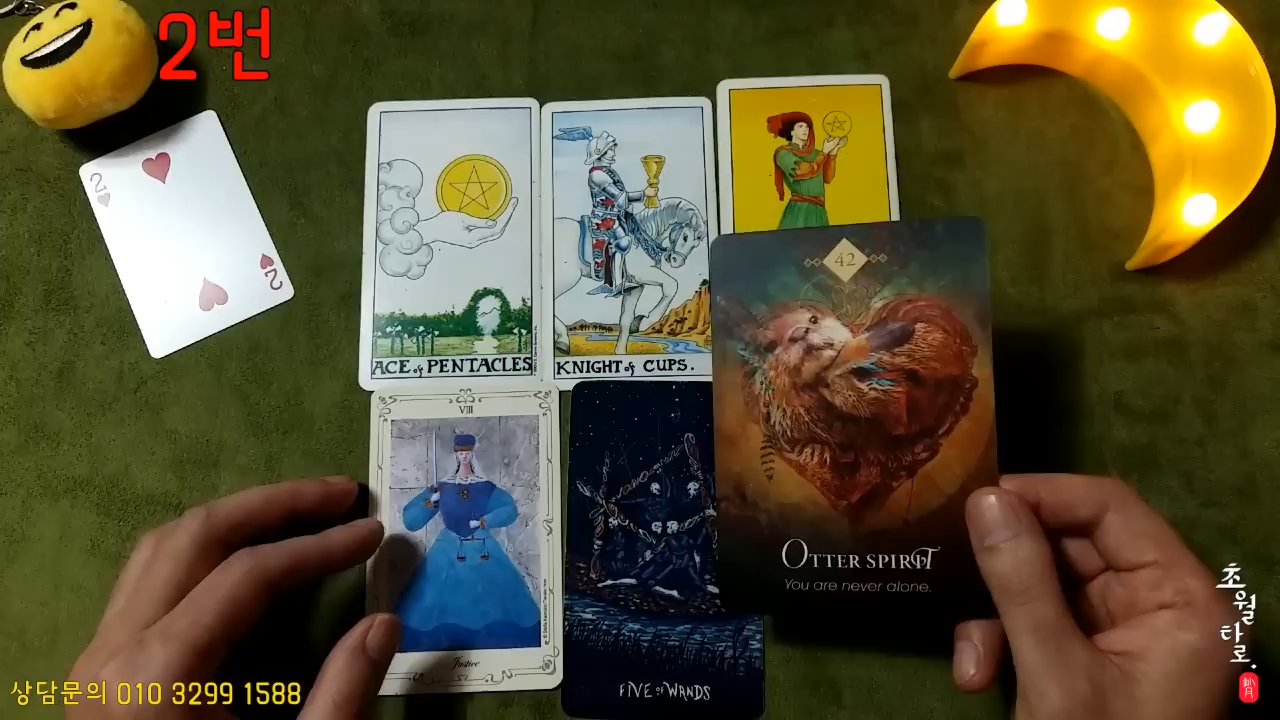 2번
2
2
ACE of PENTACLES
KNIGHT of CUPS.
42
OTTER SPIRIT
You are never alone.
VIII
Justice
FIVE of WANDS
초월
타로.
상담문의 010 3299 1588